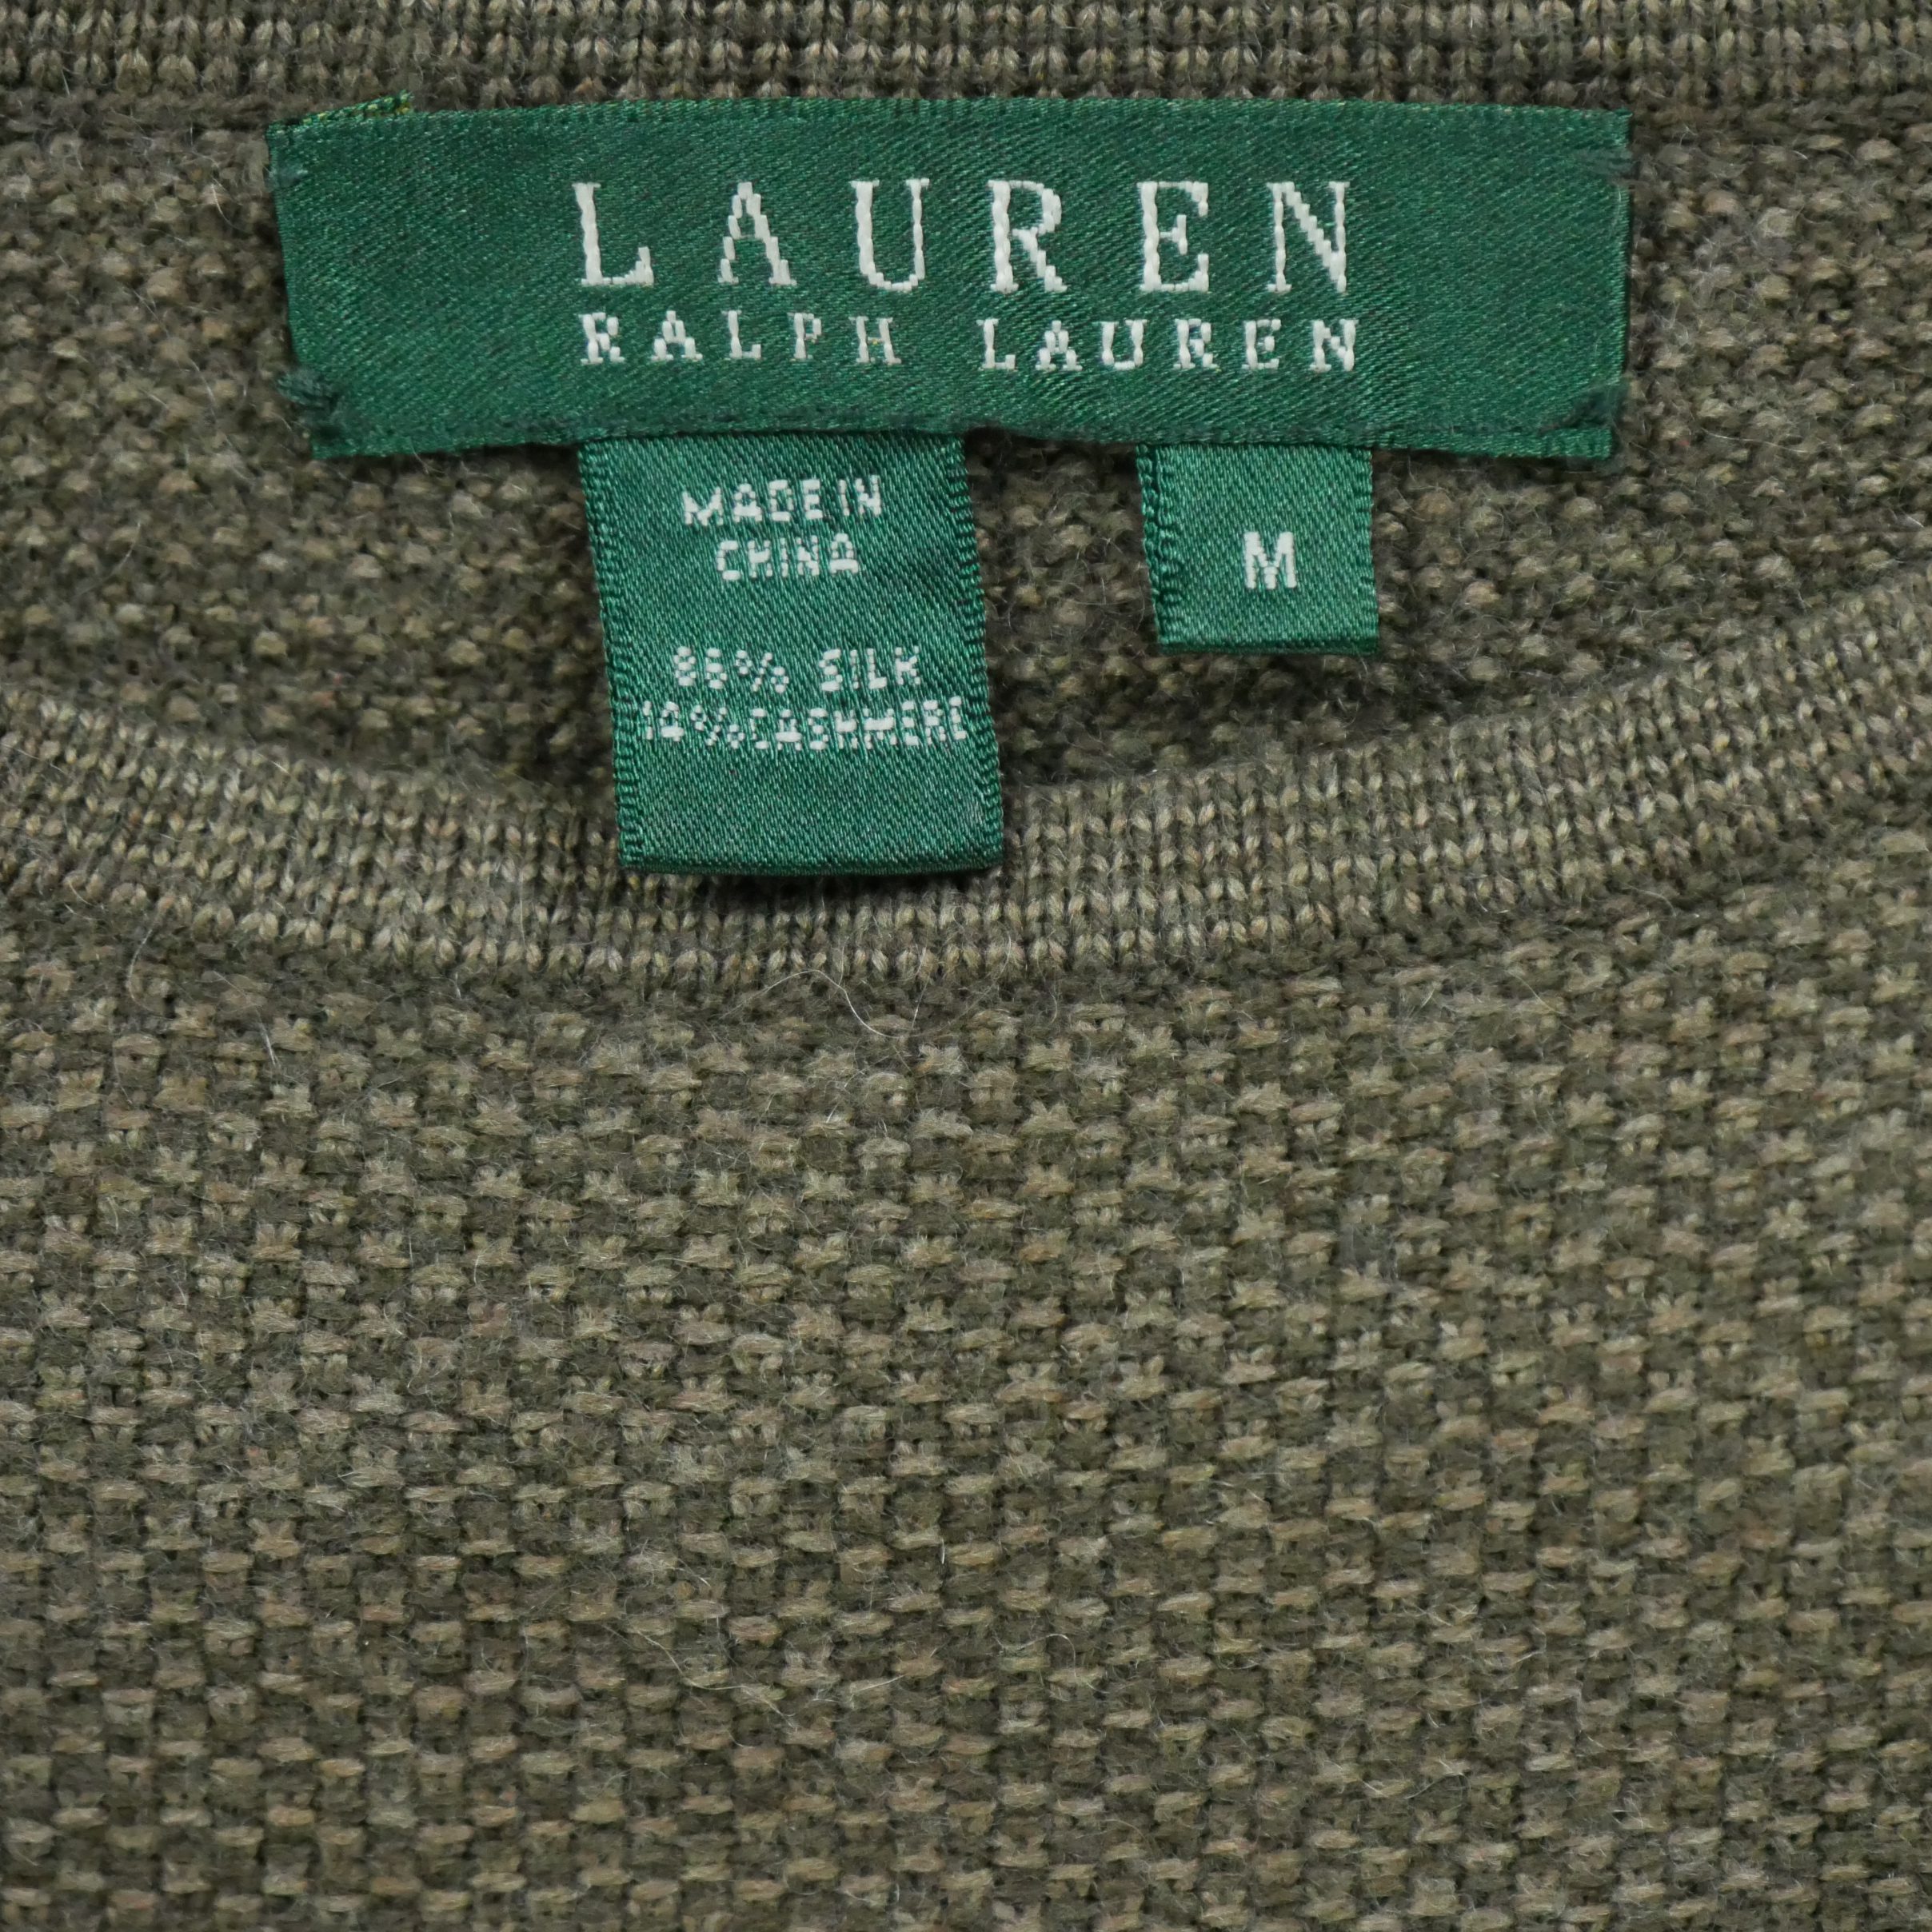 LAUREN
RALPH LAUREN
MADE IN
CHINA
M
86% SILK
14% CASHMERE